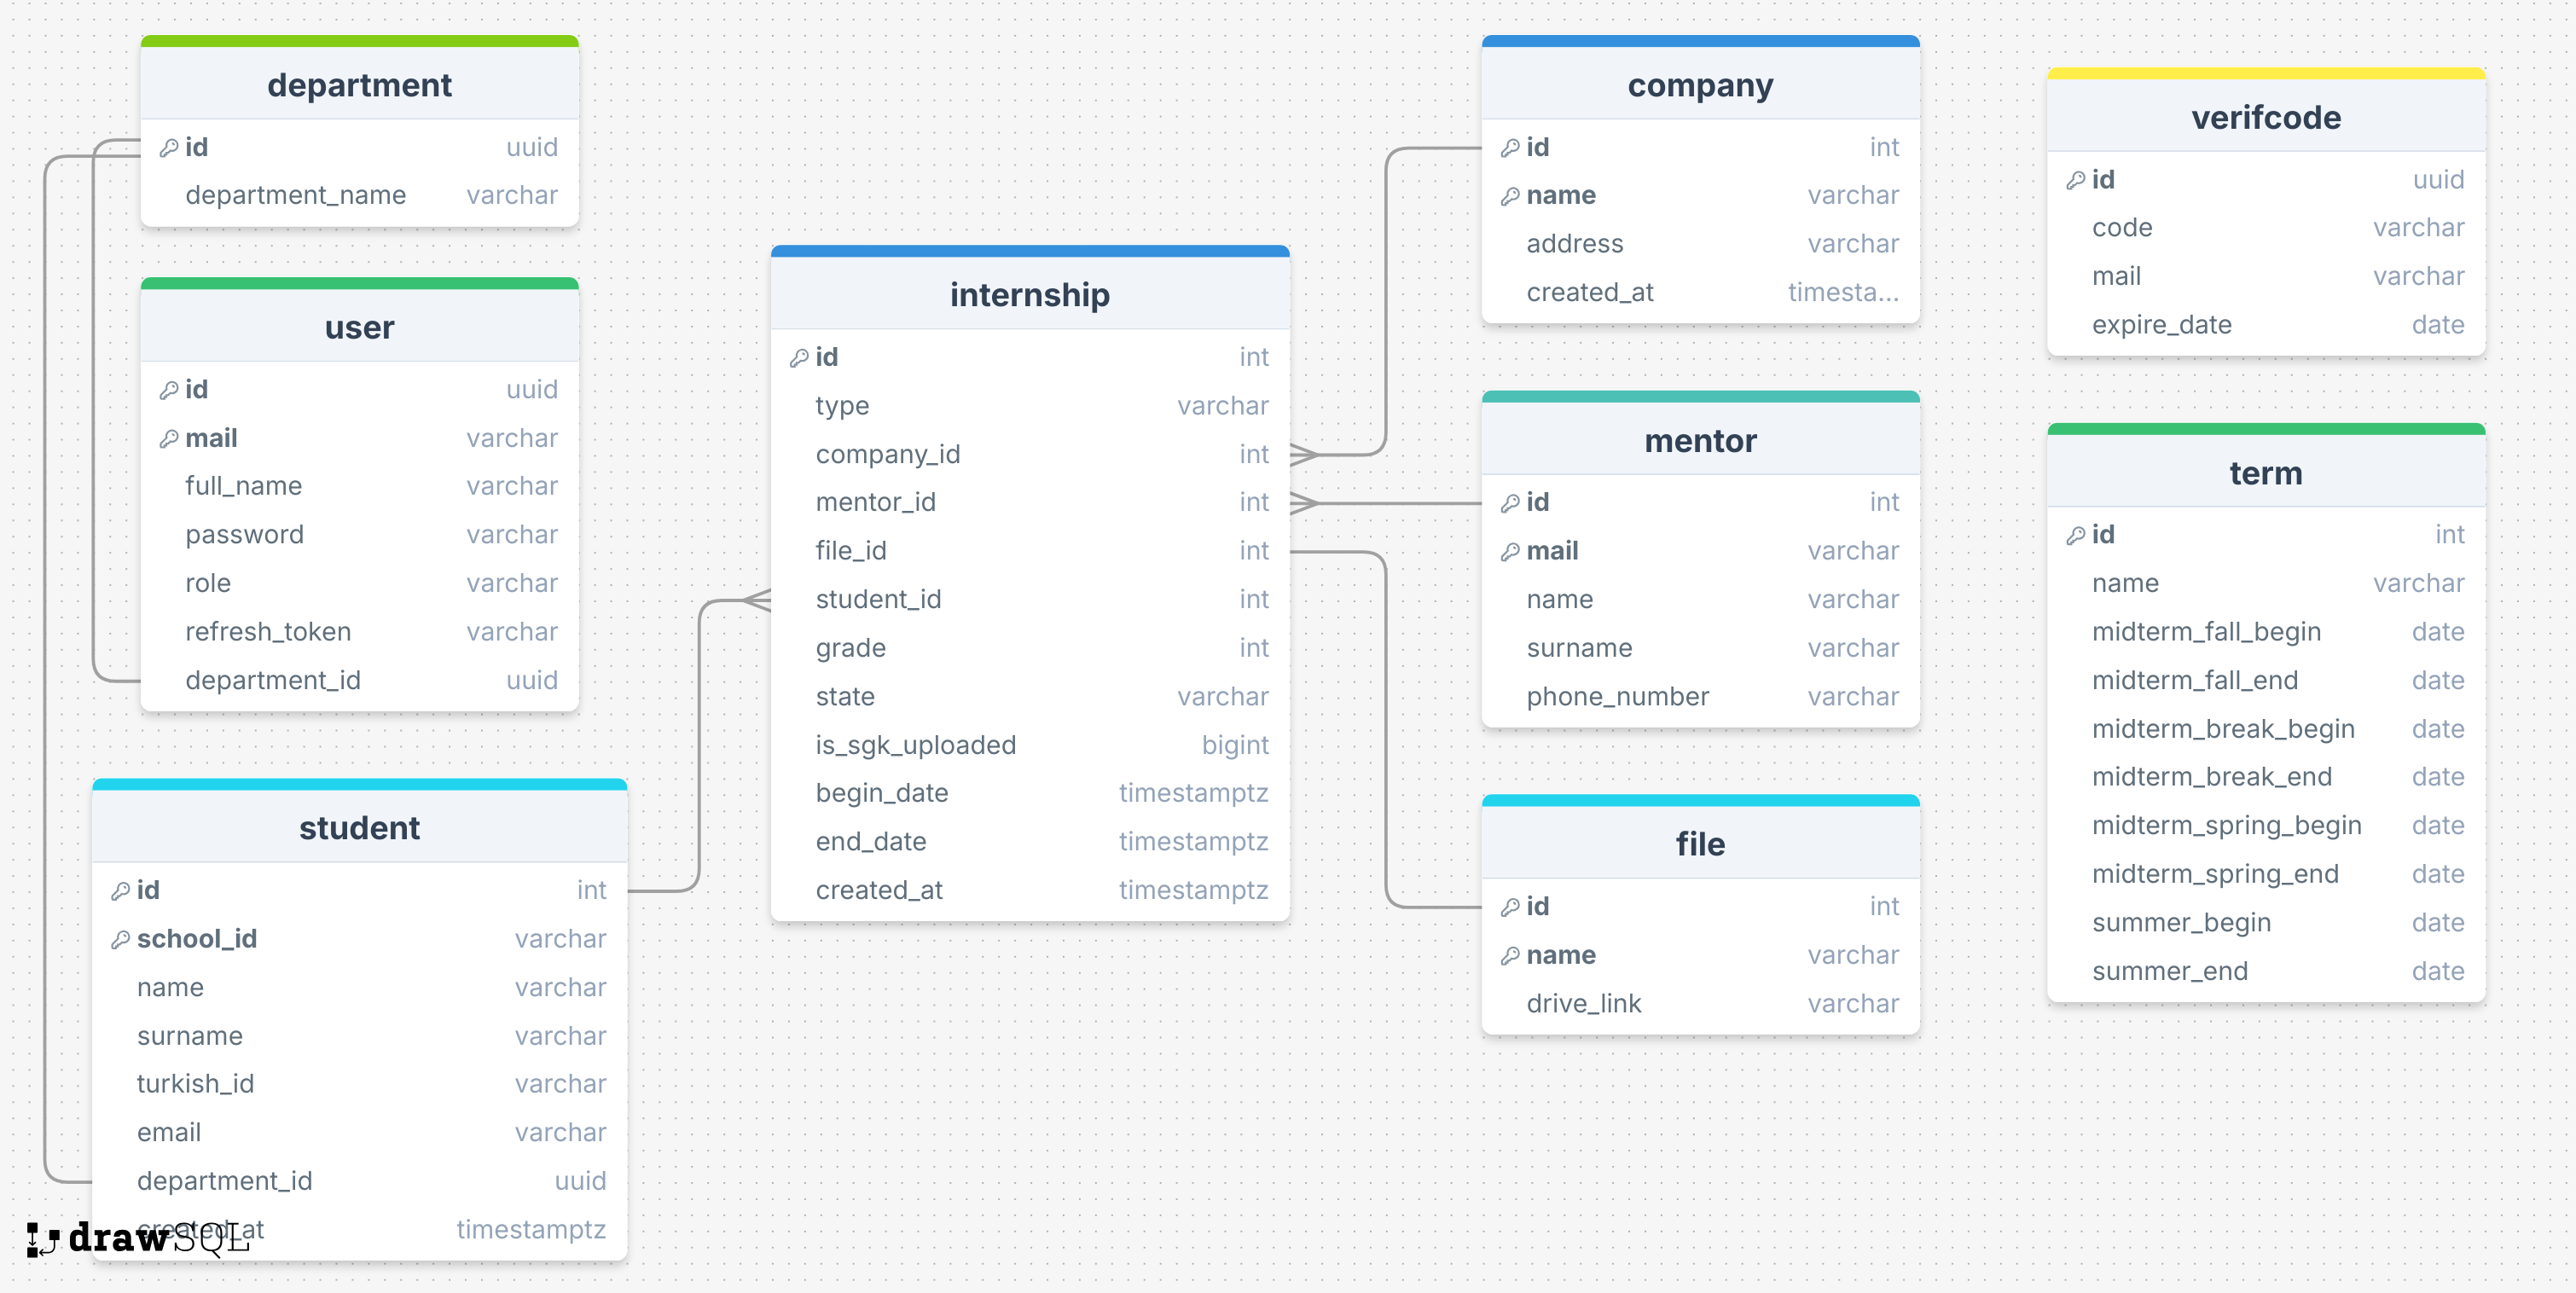 department
id uuid
department_name varchar
user
id uuid
mail varchar
full_name varchar
password varchar
role varchar
refresh_token varchar
department_id uuid
student
id int
school_id varchar
name varchar
surname varchar
turkish_id varchar
email varchar
department_id uuid
created_at timestamptz
drawSQL
internship
id int
type varchar
company_id int
mentor_id int
file_id int
student_id int
grade int
state varchar
is_sgk_uploaded bigint
begin_date timestamptz
end_date timestamptz
created_at timestamptz
company
id int
name varchar
address varchar
created_at timesta...
mentor
id int
mail varchar
name varchar
surname varchar
phone_number varchar
file
id int
name varchar
drive_link varchar
verifcode
id uuid
code varchar
mail varchar
expire_date date
term
id int
name varchar
midterm_fall_begin date
midterm_fall_end date
midterm_break_begin date
midterm_break_end date
midterm_spring_begin date
midterm_spring_end date
summer_begin date
summer_end date